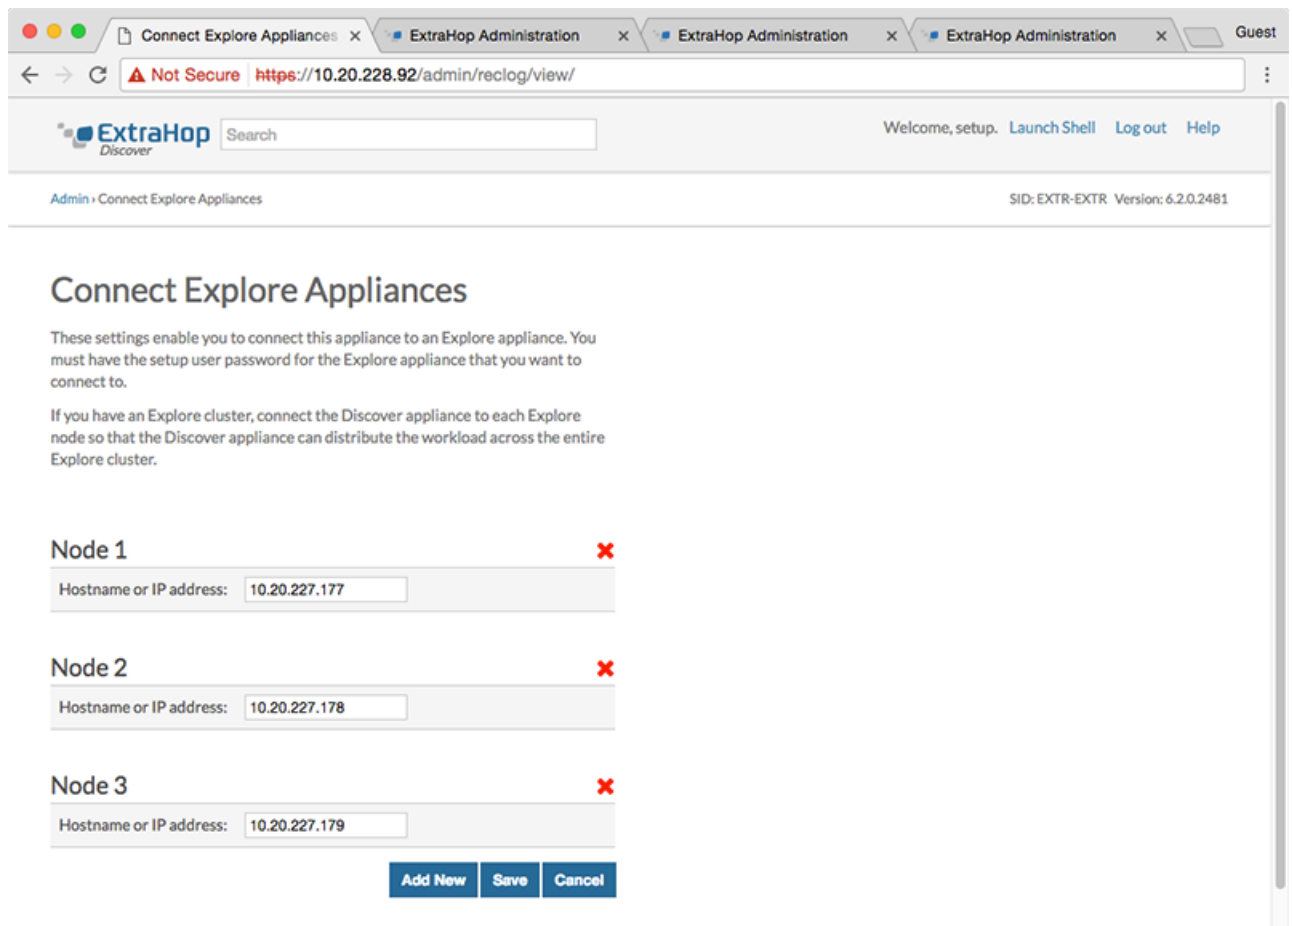 Connect Explore Appliances ExtraHop Administration ExtraHop Administration ExtraHop Administration Guest
Not Secure https://10.20.228.92/admin/reclog/view/
ExtraHop Search Welcome, setup. Launch Shell Log out Help
Discover
Admin › Connect Explore Appliances SID: EXTR-EXTR Version: 6.2.0.2481
Connect Explore Appliances
These settings enable you to connect this appliance to an Explore appliance. You
must have the setup user password for the Explore appliance that you want to
connect to.
If you have an Explore cluster, connect the Discover appliance to each Explore
node so that the Discover appliance can distribute the workload across the entire
Explore cluster.
Node 1
Hostname or IP address: 10.20.227.177
Node 2
Hostname or IP address: 10.20.227.178
Node 3
Hostname or IP address: 10.20.227.179
Add New Save Cancel